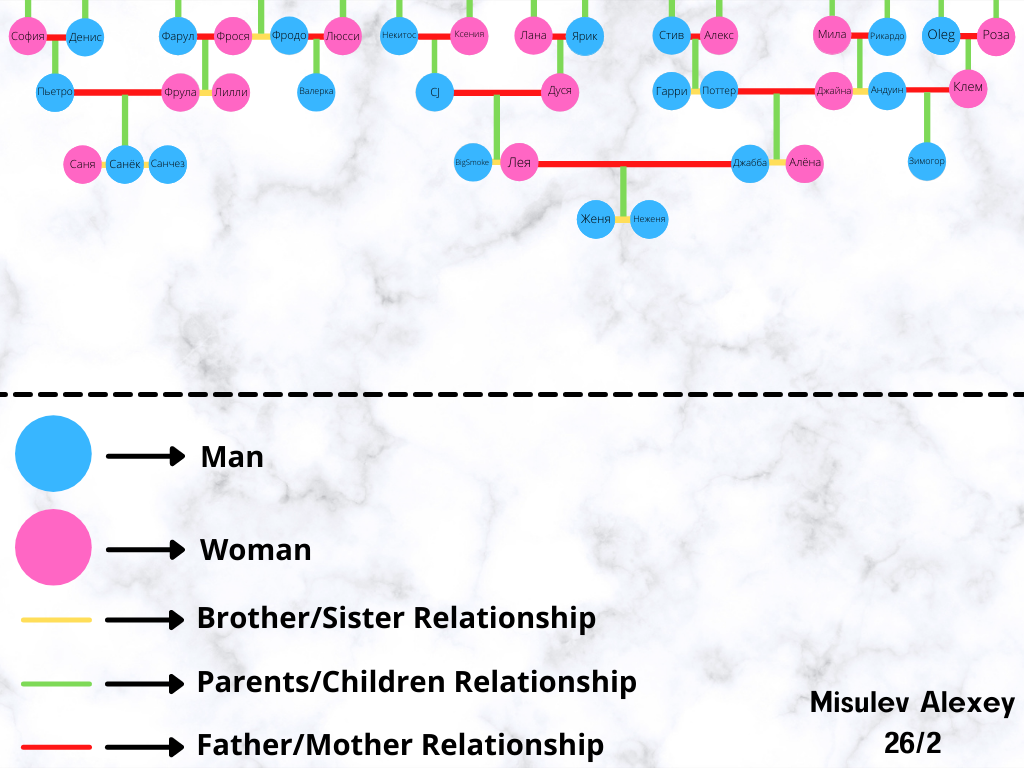 София Денис Фарул Фрося Фродо Люсси Некитос Ксения Лана Ярик Стив Алекс Мила Рикардо Oleg Роза
Пьетро Фрула Лилли Валерка CJ Дуся Гарри Поттер Джайна Андуин Клем
Саня Санёк Санчез BigSmoke Лея Джабба Алёна Зимогор
Женя Неженя
Man
Woman
Brother/Sister Relationship
Parents/Children Relationship
Father/Mother Relationship
Misulev Alexey
26/2